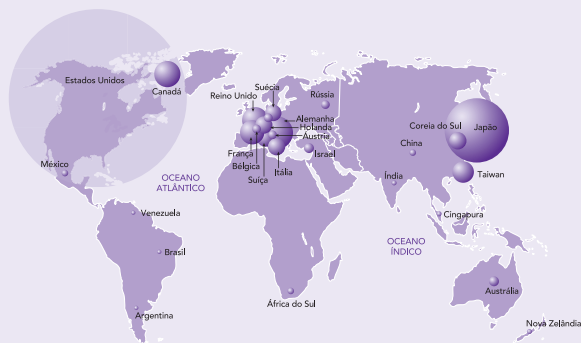 Estados Unidos
Canadá
Suécia
Reino Unido
Rússia
Alemanha
Holanda
Áustria
Coreia do Sul
Japão
China
Israel
França
Bélgica
Suíça
Itália
México
OCEANO
ATLÂNTICO
Índia
Taiwan
Venezuela
Cingapura
OCEANO
ÍNDICO
Brasil
Austrália
África do Sul
Argentina
Nova Zelândia